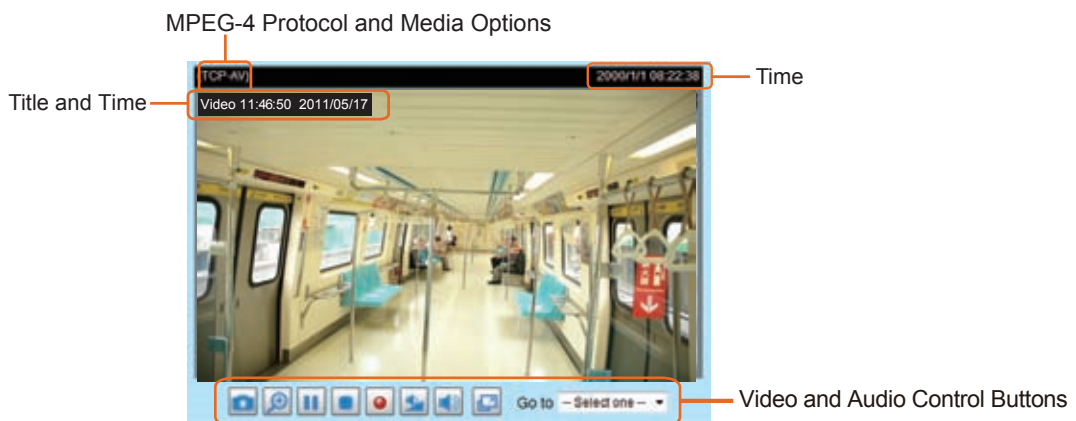 MPEG-4 Protocol and Media Options
(TCP-AV) 2000/1/1 08:22:38
Time
Title and Time
Video 11:46:50 2011/05/17
Go to -- Select one --
Video and Audio Control Buttons